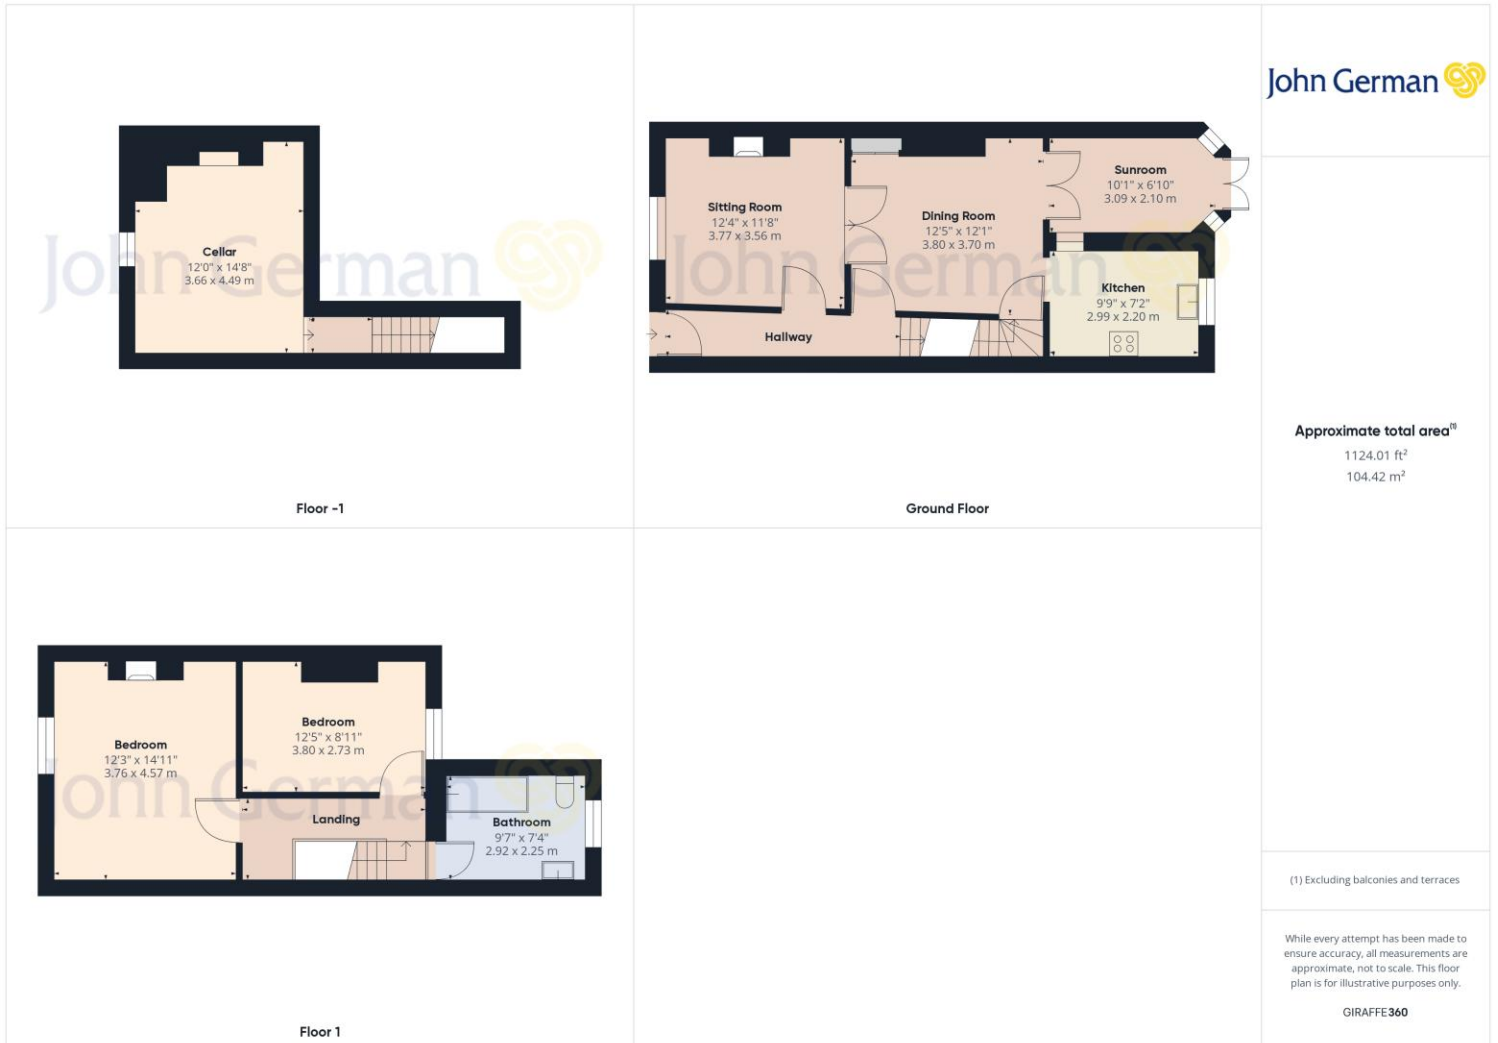 John German
Cellar
12'0" x 14'8"
3.66 x 4.49 m
John German
Floor -1
Sitting Room
12'4" x 11'8"
3.77 x 3.56 m
Dining Room
12'5" x 12'1"
3.80 x 3.70 m
Sunroom
10'1" x 6'10"
3.09 x 2.10 m
Kitchen
9'9" x 7'2"
2.99 x 2.20 m
Hallway
John German
Ground Floor
Bedroom
12'3" x 14'11"
3.76 x 4.57 m
Bedroom
12'5" x 8'11"
3.80 x 2.73 m
Landing
Bathroom
9'7" x 7'4"
2.92 x 2.25 m
John German
Floor 1
Approximate total area(1)
1124.01 ft²
104.42 m²
(1) Excluding balconies and terraces
While every attempt has been made to
ensure accuracy, all measurements are
approximate, not to scale. This floor
plan is for illustrative purposes only.
GIRAFFE360